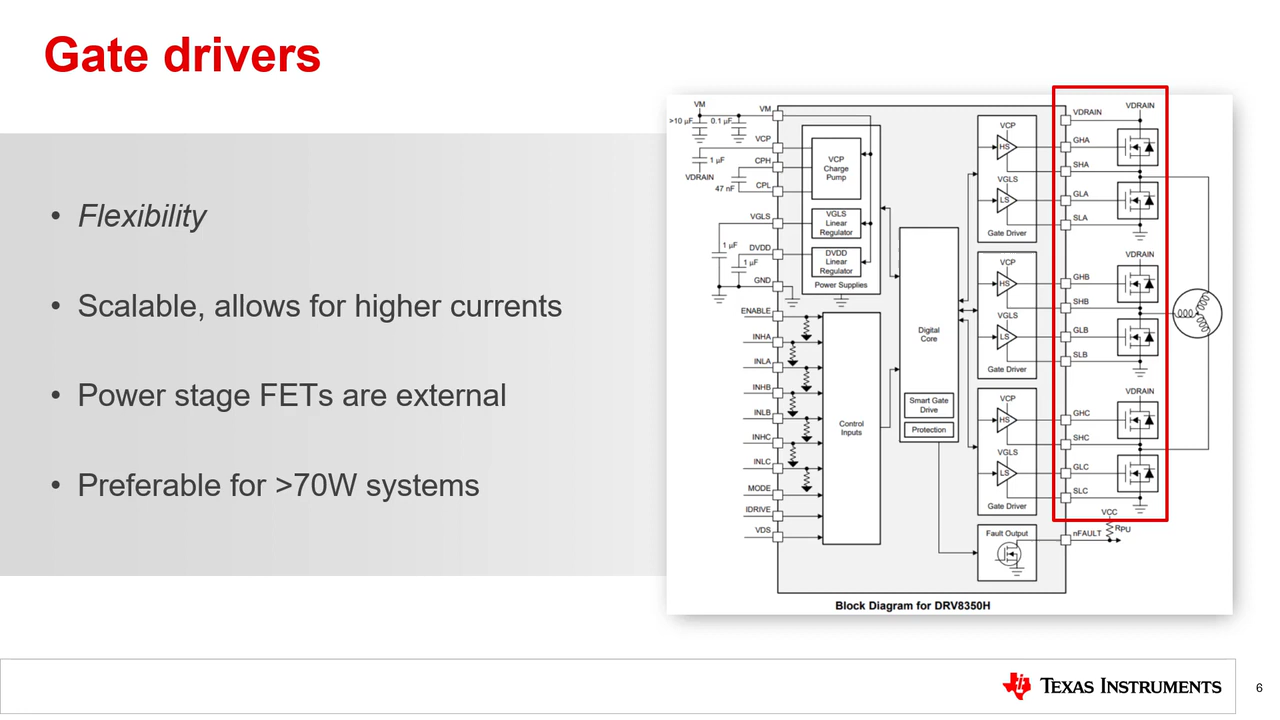 Gate drivers
• Flexibility
• Scalable, allows for higher currents
• Power stage FETs are external
• Preferable for >70W systems
VM
>10 µF
0.1 µF
VM
VCP
1 µF
VDRAIN
CPH
47 nF
CPL
VGLS
1 µF
DVDD
1 µF
GND
ENABLE
INHA
INLA
INHB
INLB
INHC
INLC
MODE
IDRIVE
VDS
VCP
Charge
Pump
VGLS
Linear
Regulator
DVDD
Linear
Regulator
Power Supplies
Control
Inputs
Digital
Core
Smart Gate
Drive
Protection
VCP
HS
VGLS
LS
Gate Driver
VCP
HS
VGLS
LS
Gate Driver
VCP
HS
VGLS
LS
Gate Driver
Fault Output
VDRAIN
VDRAIN
GHA
SHA
GLA
SLA
VDRAIN
GHB
SHB
GLB
SLB
VDRAIN
GHC
SHC
GLC
SLC
VCC
RPU
nFAULT
Block Diagram for DRV8350H
TEXAS INSTRUMENTS
6